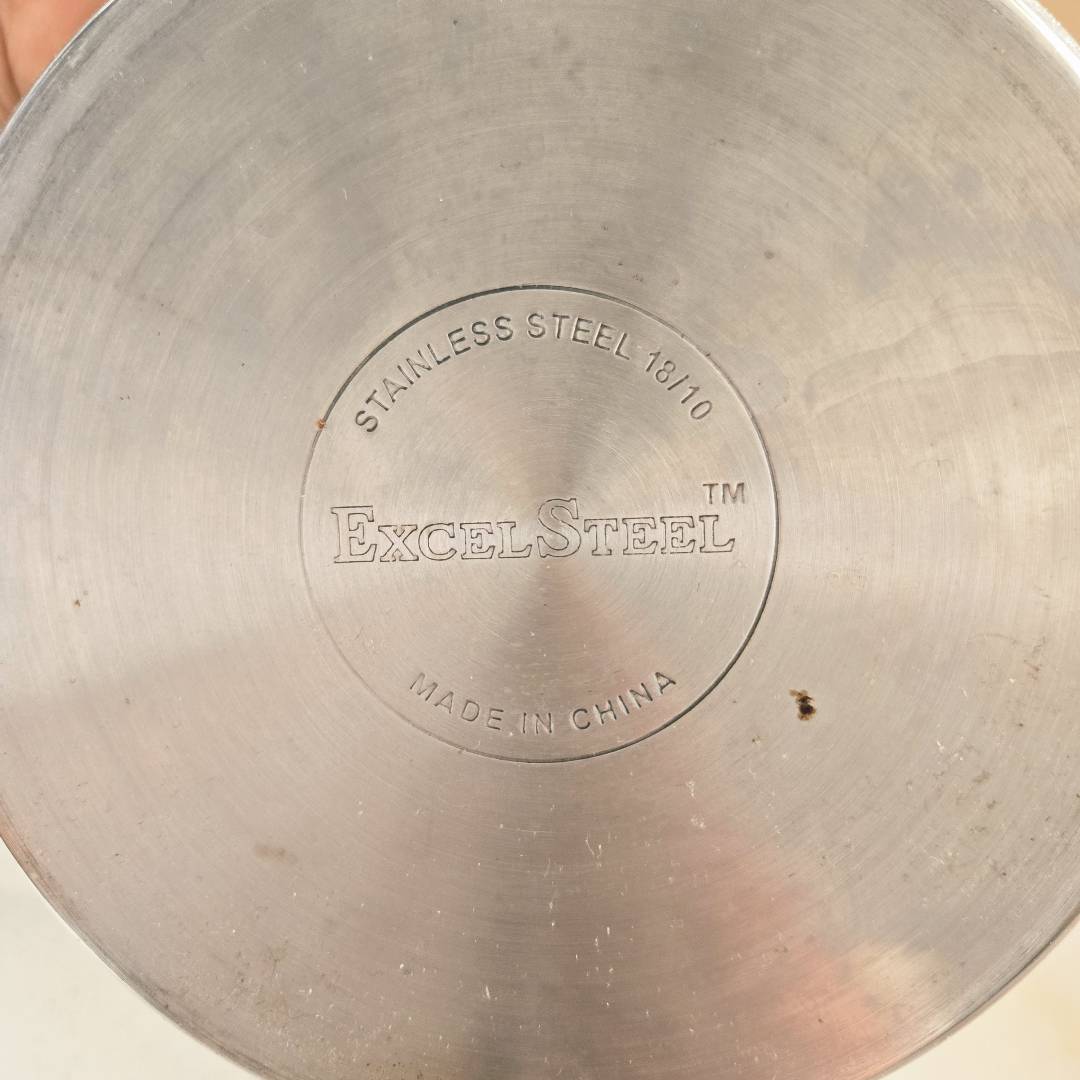 STAINLESS STEEL 18/10
EXCELSTEEL™
MADE IN CHINA